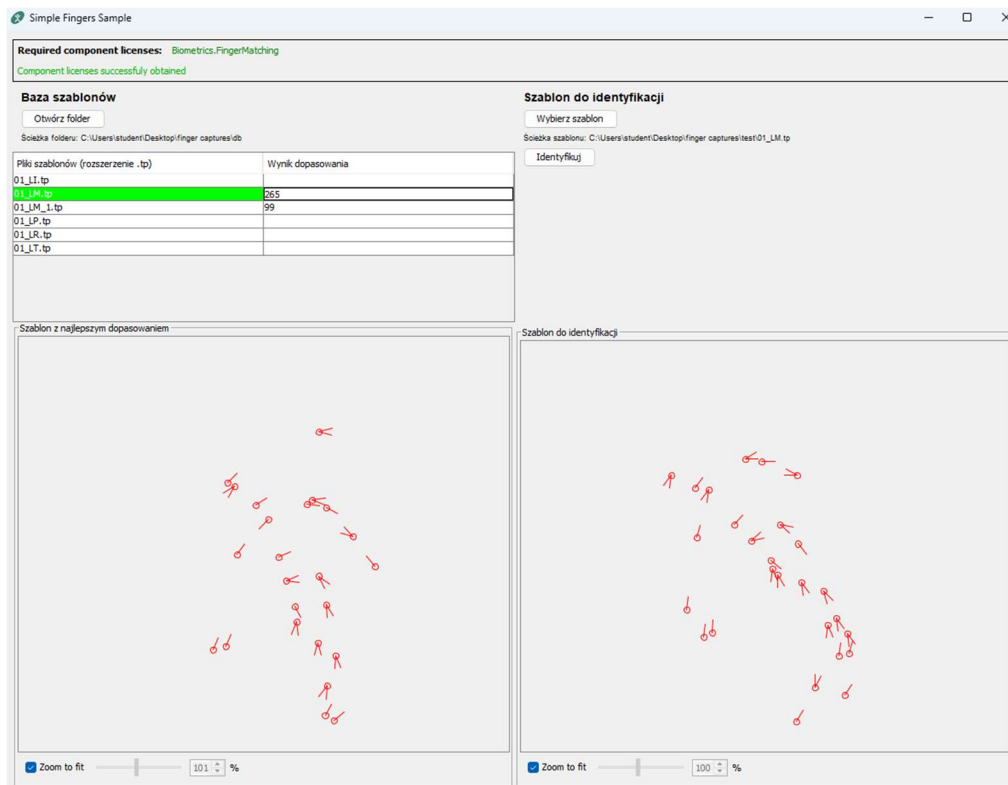 Simple Fingers Sample
Required component licenses: Biometrics.FingerMatching
Component licenses successfuly obtained
Baza szablonów
Otwórz folder
Ścieżka folderu: C:\Users\student\Desktop\finger captures\db
Pliki szablonów (rozszerzenie .tp) Wynik dopasowania
01_LI.tp
01_LM.tp 265
01_LM_1.tp 99
01_LP.tp
01_LR.tp
01_LT.tp
Szablon do identyfikacji
Wybierz szablon
Ścieżka szablonu: C:\Users\student\Desktop\finger captures\test\01_LM.tp
Identyfikuj
Szablon z najlepszym dopasowaniem
Zoom to fit 101 %
Szablon do identyfikacji
Zoom to fit 100 %